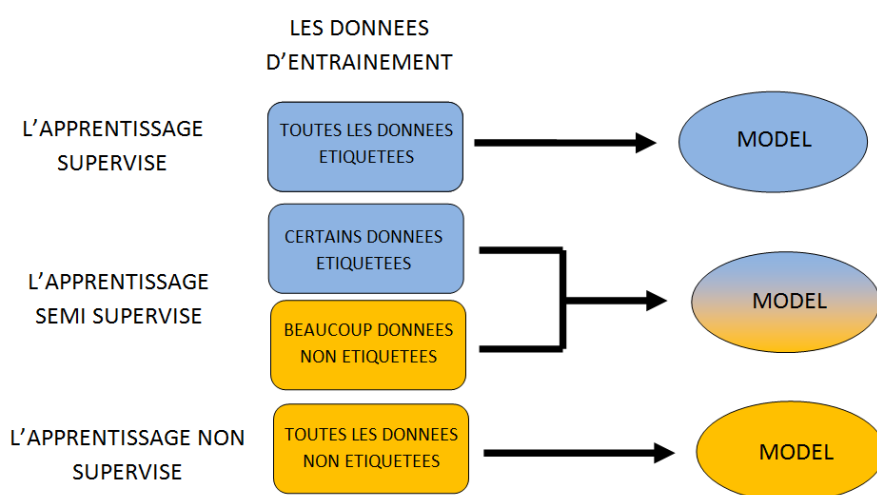 LES DONNEES
D'ENTRAINEMENT
L'APPRENTISSAGE
SUPERVISE
TOUTES LES DONNEES
ETIQUETEES
MODEL
L'APPRENTISSAGE
SEMI SUPERVISE
CERTAINS DONNEES
ETIQUETEES
BEAUCOUP DONNEES
NON ETIQUETEES
MODEL
L'APPRENTISSAGE NON
SUPERVISE
TOUTES LES DONNEES
NON ETIQUETEES
MODEL